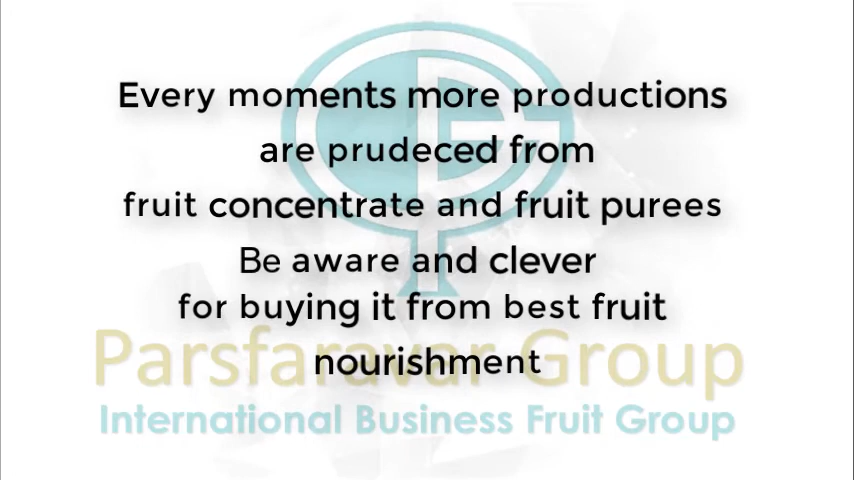 Every moments more productions
are prudeced from
fruit concentrate and fruit purees
Be aware and clever
for buying it from best fruit
nourishment
Parsfaravar Group
International Business Fruit Group